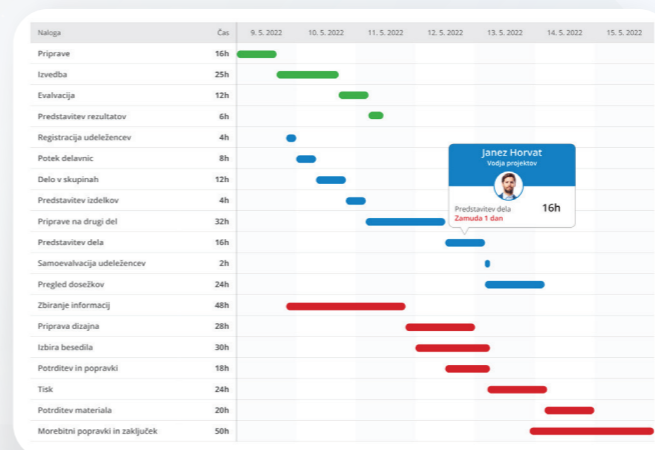 Naloga Čas 9. 5. 2022 10. 5. 2022 11. 5. 2022 12. 5. 2022 13. 5. 2022 14. 5. 2022 15. 5. 2022
Priprave 16h
Izvedba 25h
Evalvacija 12h
Predstavitev rezultatov 6h
Registracija udeležencev 4h
Potek delavnic 8h
Janez Horvat
Vodja projektov
Delo v skupinah 12h
Predstavitev izdelkov 4h
Predstavitev dela 16h
Zamuda 1 dan
Priprave na drugi del 32h
Predstavitev dela 16h
Samoevalvacija udeležencev 2h
Pregled dosežkov 24h
Zbiranje informacij 48h
Priprava dizajna 28h
Izbira besedila 30h
Potrditev in popravki 18h
Tisk 24h
Potrditev materiala 20h
Morebitni popravki in zaključek 50h